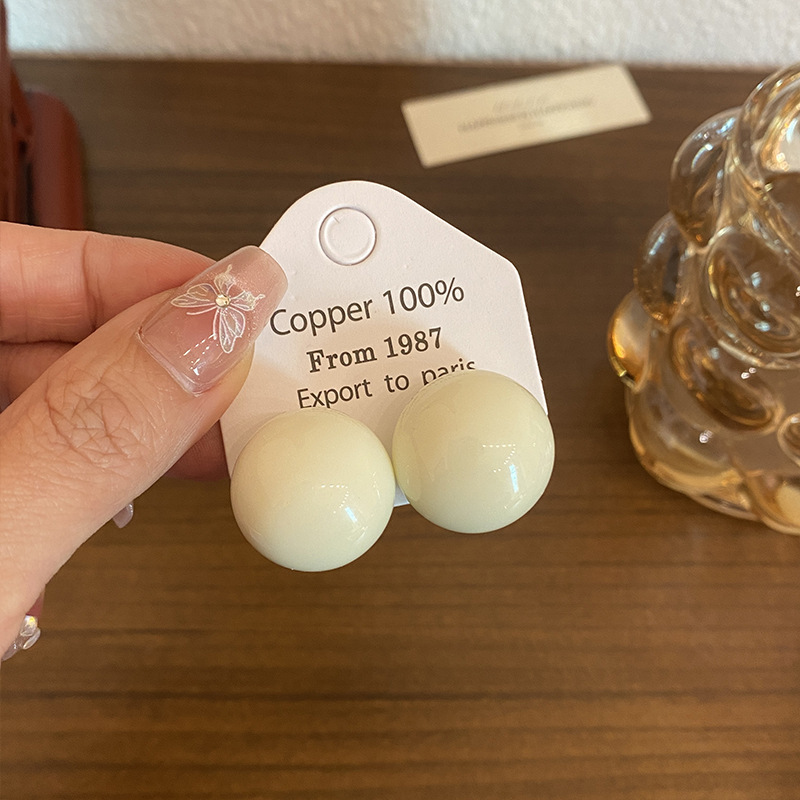 Copper 100%
From 1987
Export to paris